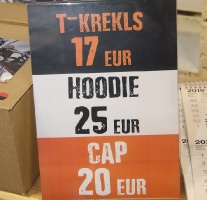 T-KREKLS
17 EUR
HOODIE
25 EUR
CAP
20 EUR